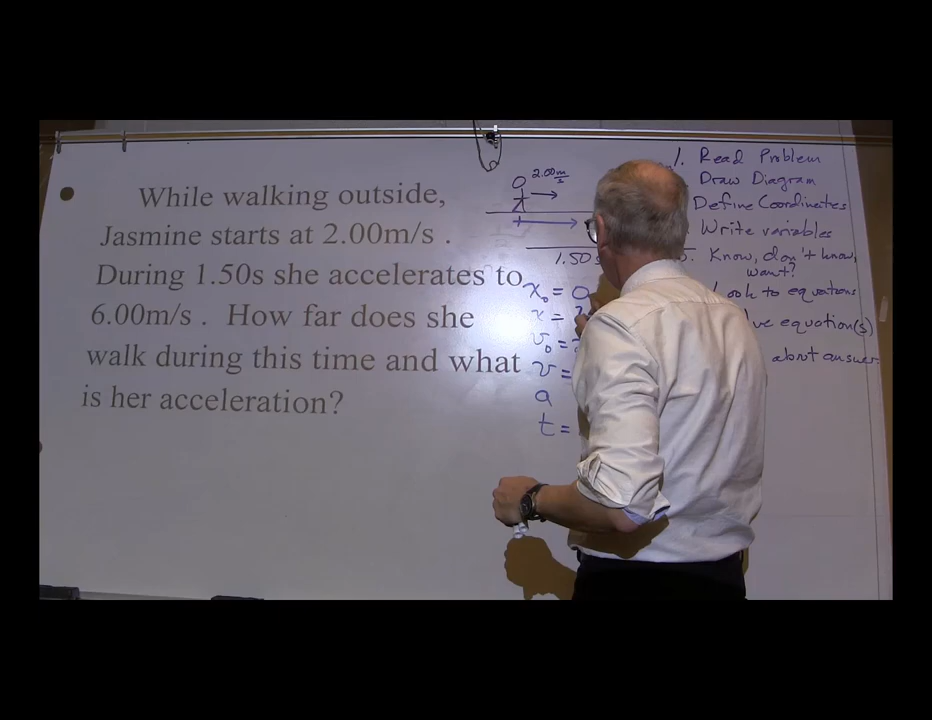 While walking outside,
Jasmine starts at 2.00m/s .
During 1.50s she accelerates to
6.00m/s . How far does she
walk during this time and what
is her acceleration?
2.00 m/s
1.50
x₀ = 0
x = ?
v₀ =
v =
a
t =
1. Read Problem
Draw Diagram
Define Coordinates
Write variables
Know, don't know,
want?
Look to equations
equation(s)
about answer.